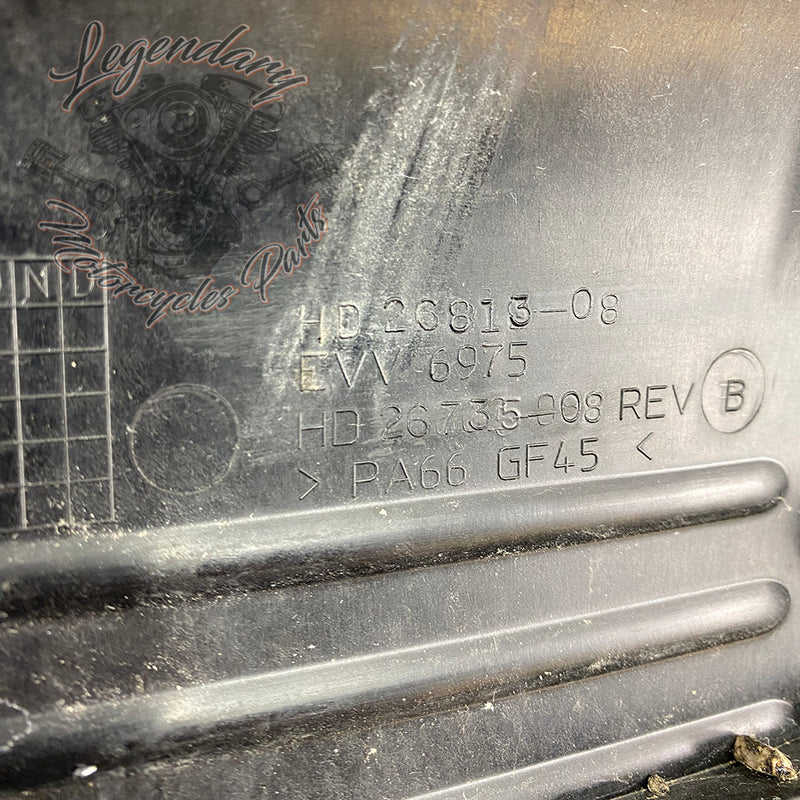 Legendary
Motorcycles Parts
O N D
HD 26813-08
EVV 6975
HD 26735-008 REV B
> PA66 GF45 <